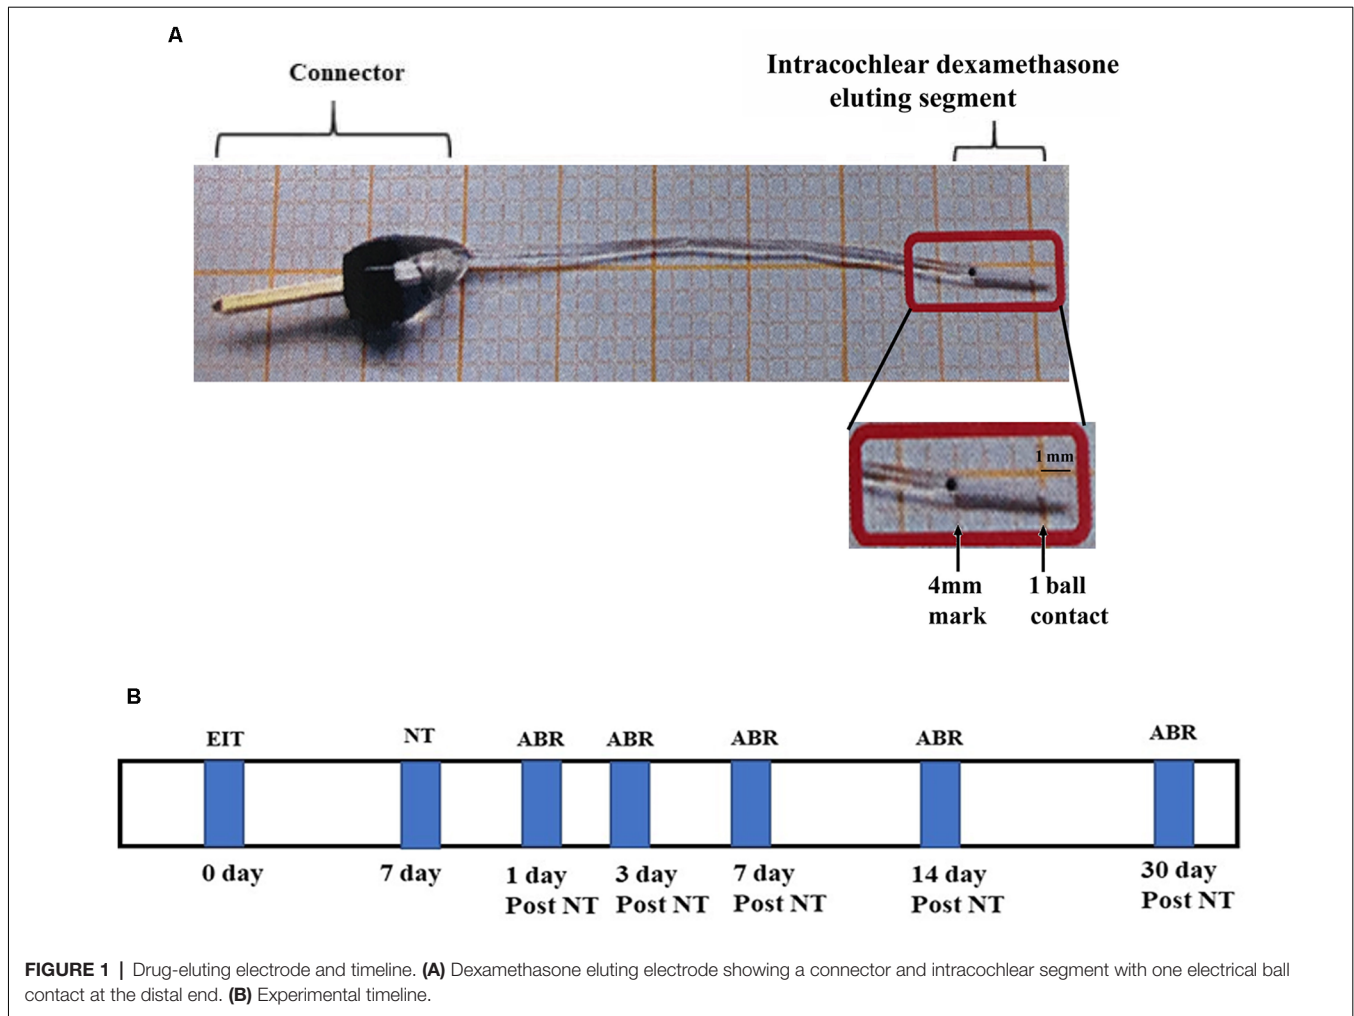 A
Connector
Intracochlear dexamethasone
eluting segment
1 mm
4mm
mark
1 ball
contact
B
EIT
NT
ABR
ABR
ABR
ABR
ABR
0 day
7 day
1 day
Post NT
3 day
Post NT
7 day
Post NT
14 day
Post NT
30 day
Post NT
FIGURE 1 | Drug-eluting electrode and timeline. (A) Dexamethasone eluting electrode showing a connector and intracochlear segment with one electrical ball
contact at the distal end. (B) Experimental timeline.